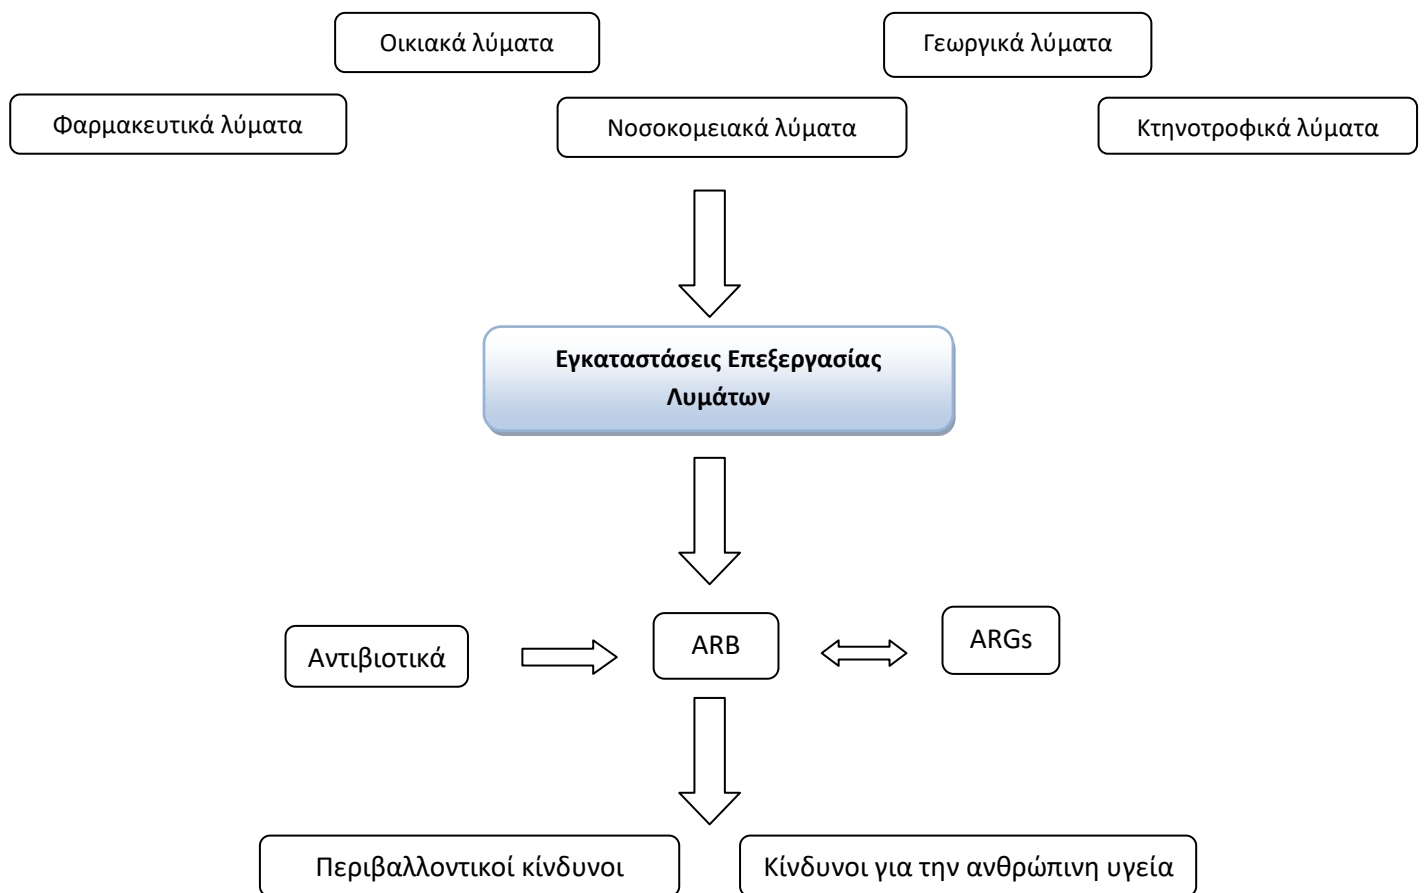 Οικιακά λύματα
Γεωργικά λύματα
Φαρμακευτικά λύματα
Νοσοκομειακά λύματα
Κτηνοτροφικά λύματα
Εγκαταστάσεις Επεξεργασίας
Λυμάτων
Αντιβιοτικά
ARB
ARGs
Περιβαλλοντικοί κίνδυνοι
Κίνδυνοι για την ανθρώπινη υγεία